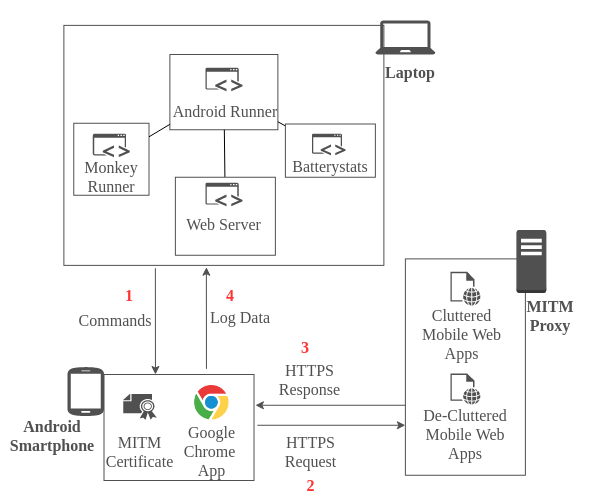 Laptop
Android Runner
Monkey
Runner
Batterystats
Web Server
1
Commands
4
Log Data
MITM
Proxy
Cluttered
Mobile Web
Apps
De-Cluttered
Mobile Web
Apps
3
HTTPS
Response
HTTPS
Request
2
Android
Smartphone
MITM
Certificate
Google
Chrome
App